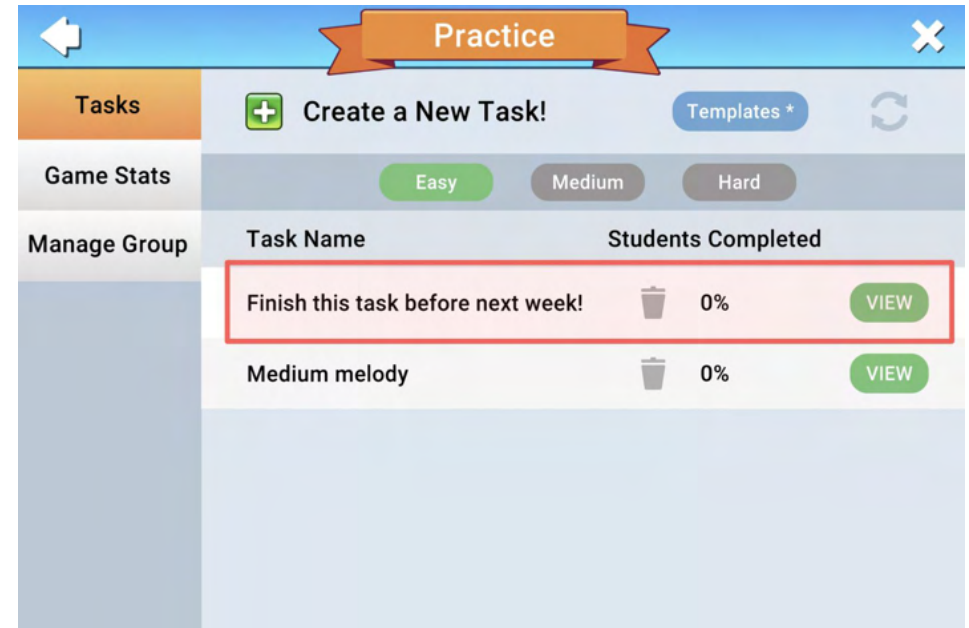 Practice
Tasks
Create a New Task!
Templates *
Game Stats
Easy Medium Hard
Manage Group
Task Name Students Completed
Finish this task before next week! 0% VIEW
Medium melody 0% VIEW